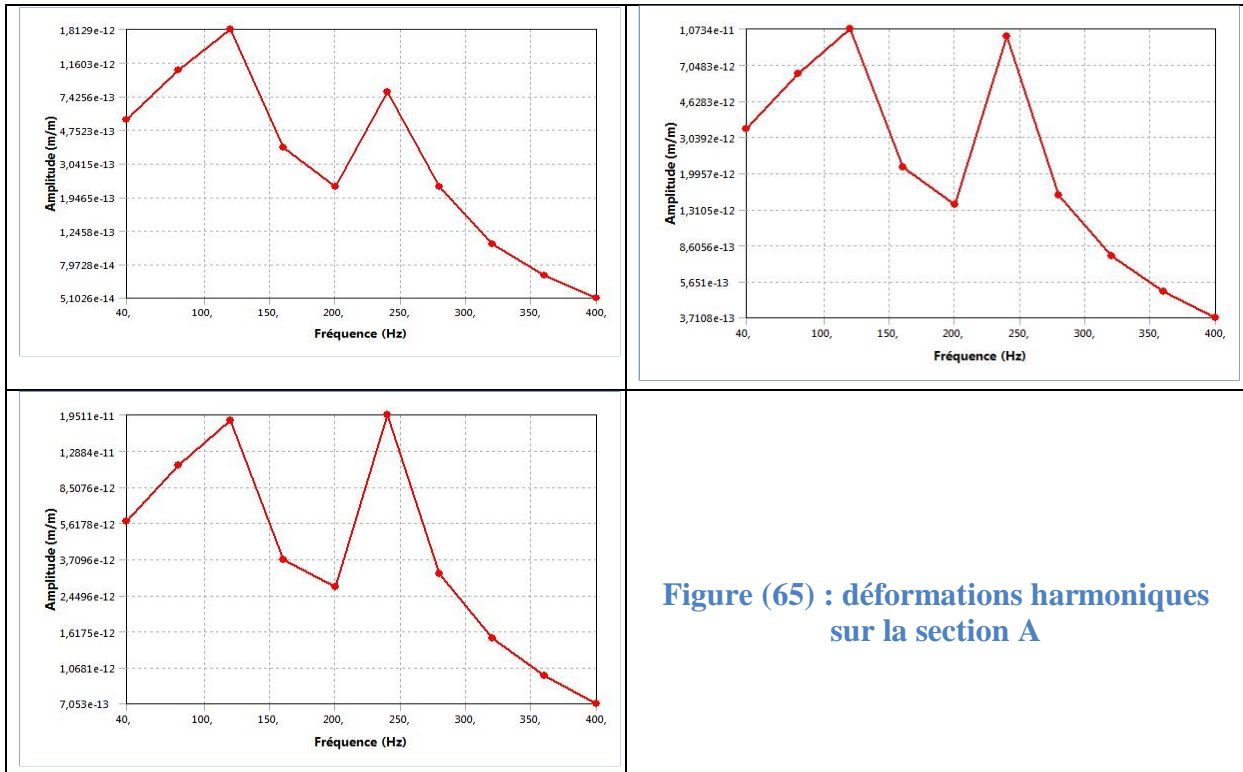 1,8129e-12
1,1603e-12
7,4256e-13
4,7523e-13
3,0415e-13
1,9465e-13
1,2458e-13
7,9728e-14
5,1026e-14
Amplitude (m/m)
40, 100, 150, 200, 250, 300, 350, 400,
Fréquence (Hz)
1,0734e-11
7,0483e-12
4,6283e-12
3,0392e-12
1,9957e-12
1,3105e-12
8,6056e-13
5,651e-13
3,7108e-13
Amplitude (m/m)
40, 100, 150, 200, 250, 300, 350, 400,
Fréquence (Hz)
1,9511e-11
1,2884e-11
8,5076e-12
5,6178e-12
3,7096e-12
2,4496e-12
1,6175e-12
1,0681e-12
7,053e-13
Amplitude (m/m)
40, 100, 150, 200, 250, 300, 350, 400,
Fréquence (Hz)
Figure (65) : déformations harmoniques
sur la section A